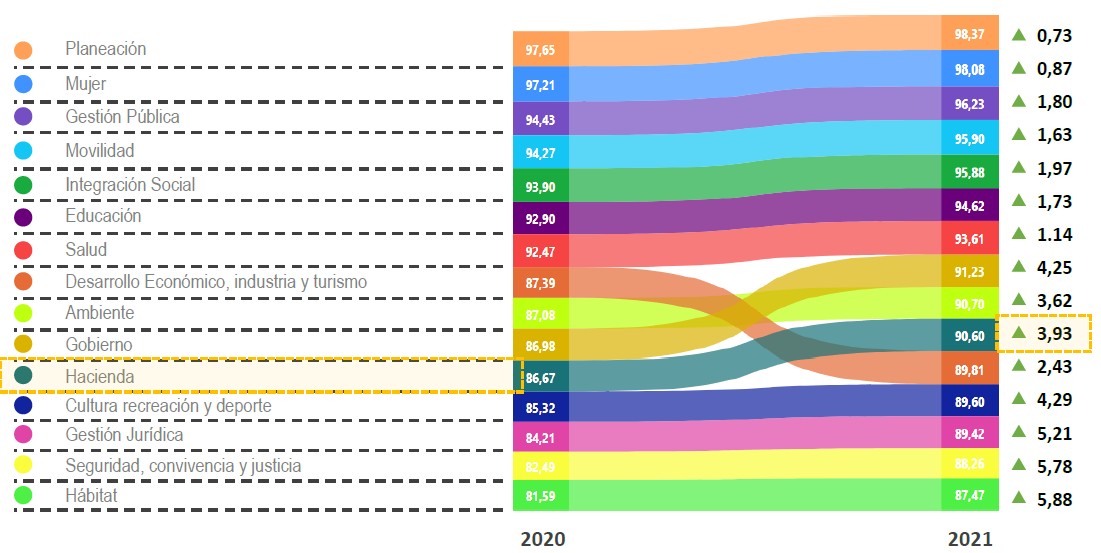 Planeación 97,65 98,37 0,73
Mujer 97,21 98,08 0,87
Gestión Pública 94,43 96,23 1,80
Movilidad 94,27 95,90 1,63
Integración Social 93,90 95,88 1,97
Educación 92,90 94,62 1,73
Salud 92,47 93,61 1.14
Desarrollo Económico, industria y turismo 87,39 91,23 4,25
Ambiente 87,08 90,70 3,62
Gobierno 86,98 90,60 3,93
Hacienda 86,67 89,81 2,43
Cultura recreación y deporte 85,32 89,60 4,29
Gestión Jurídica 84,21 89,42 5,21
Seguridad, convivencia y justicia 82,49 88,26 5,78
Hábitat 81,59 87,47 5,88
2020 2021